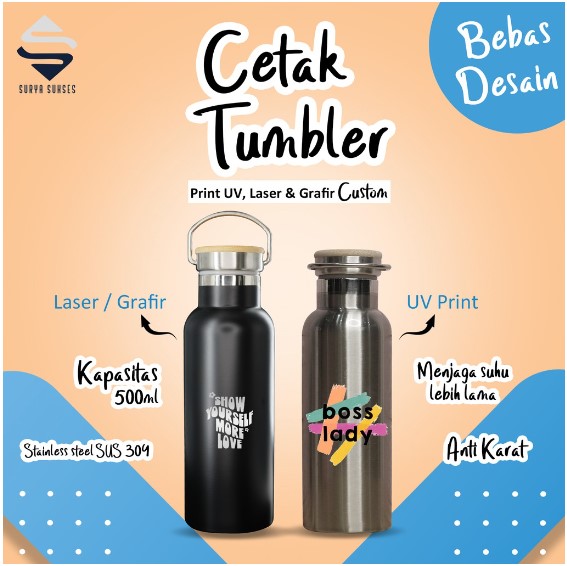 SURYA SUKSES
Bebas
Desain
Cetak
Tumbler
Print UV, Laser & Grafir Custom
Laser / Grafir
UV Print
Kapasitas
500ml
Menjaga suhu
lebih lama
Stainless steel SUS 304
Anti Karat
"SHOW
YOURSELF
MORE
LOVE"
boss
lady